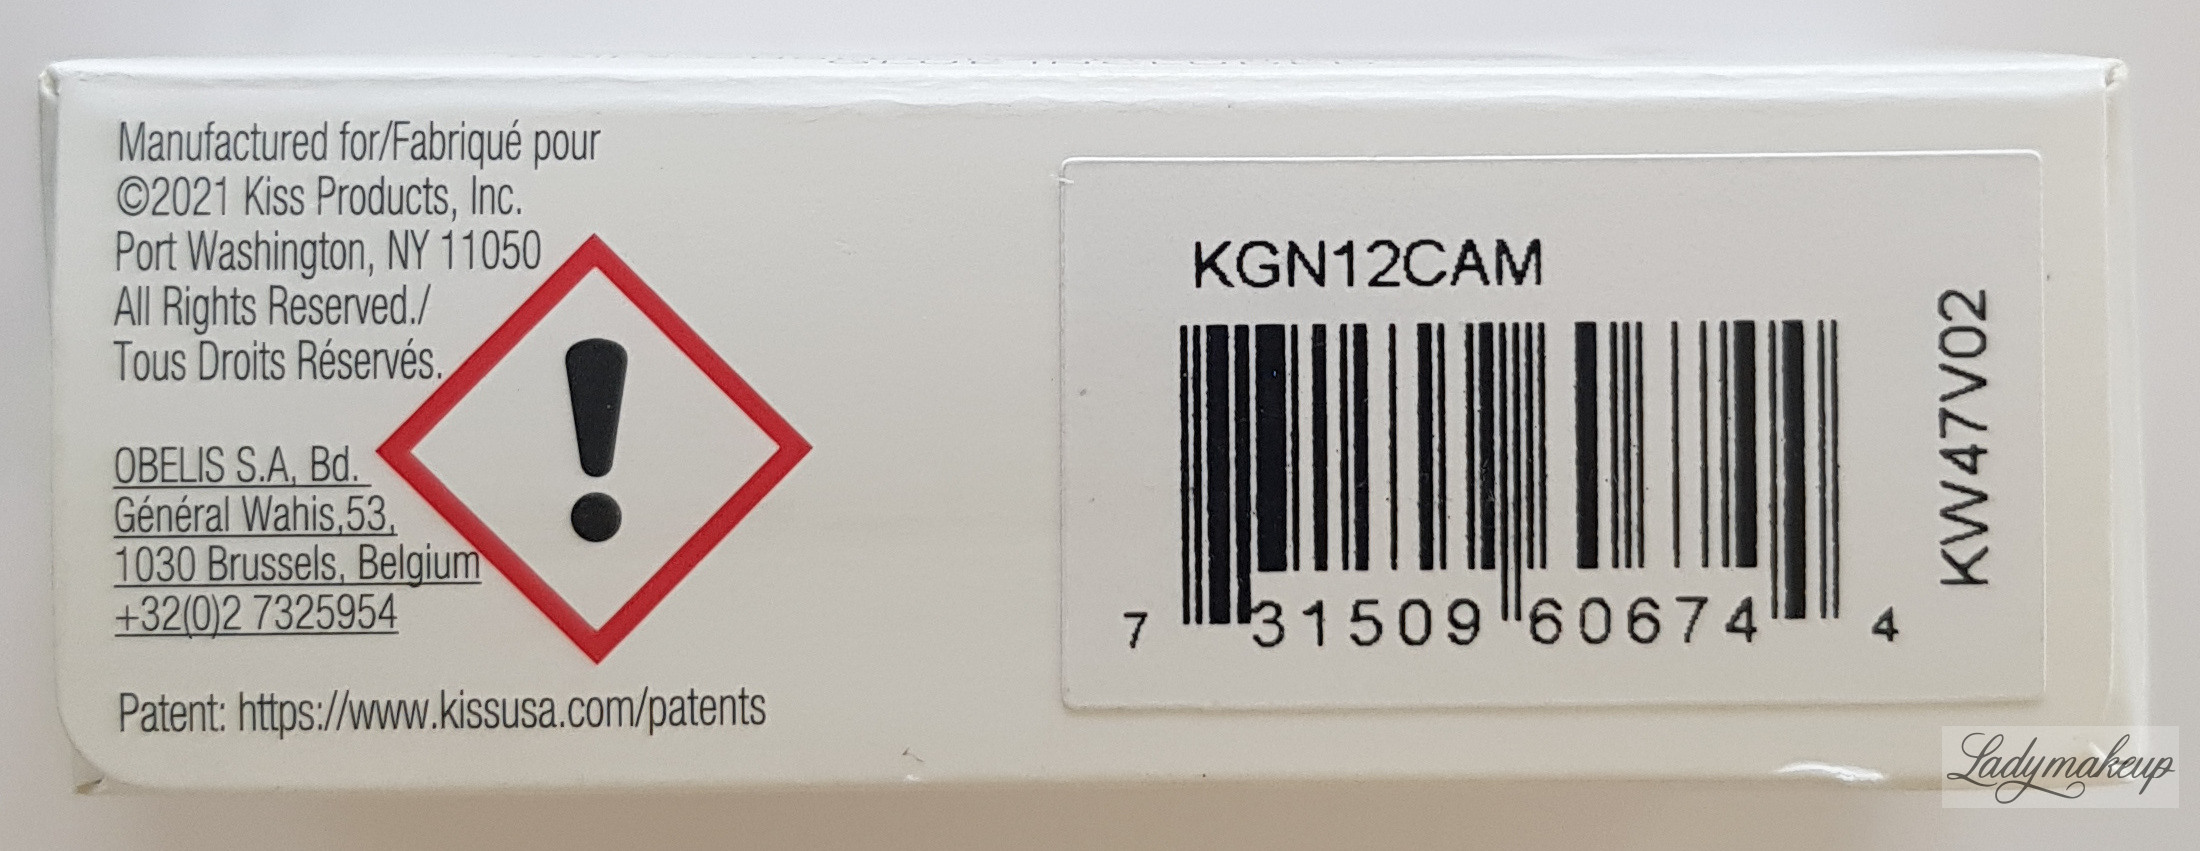 Manufactured for/Fabriqué pour
©2021 Kiss Products, Inc.
Port Washington, NY 11050
All Rights Reserved./
Tous Droits Réservés.
OBELIS S.A, Bd.
Général Wahis,53,
1030 Brussels, Belgium
+32(0)2 7325954
Patent: https://www.kissusa.com/patents
KGN12CAM
7 31509 60674 4
KW47V02
Ladymakeup